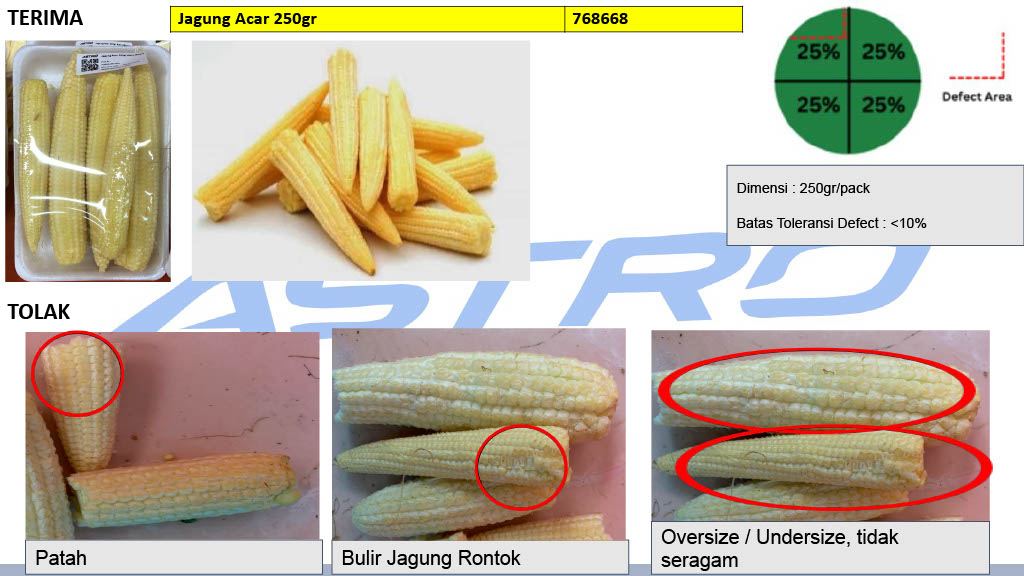 TERIMA
Jagung Acar 250gr
768668
25% 25%
25% 25%
Defect Area
ASTRO
Dimensi : 250gr/pack
Batas Toleransi Defect : <10%
ASTRO
TOLAK
Patah
Bulir Jagung Rontok
Oversize / Undersize, tidak
seragam